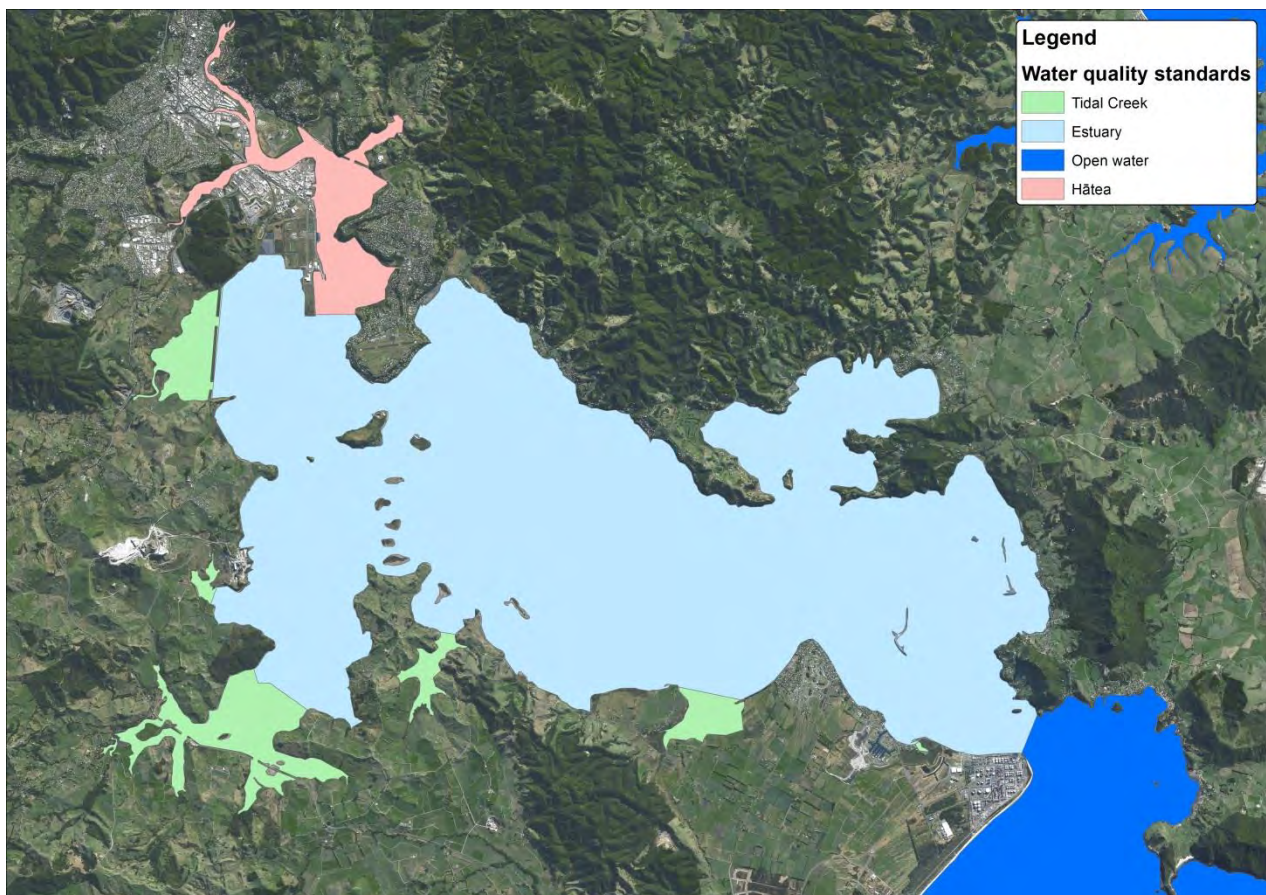 Legend
Water quality standards
Tidal Creek
Estuary
Open water
Hātea